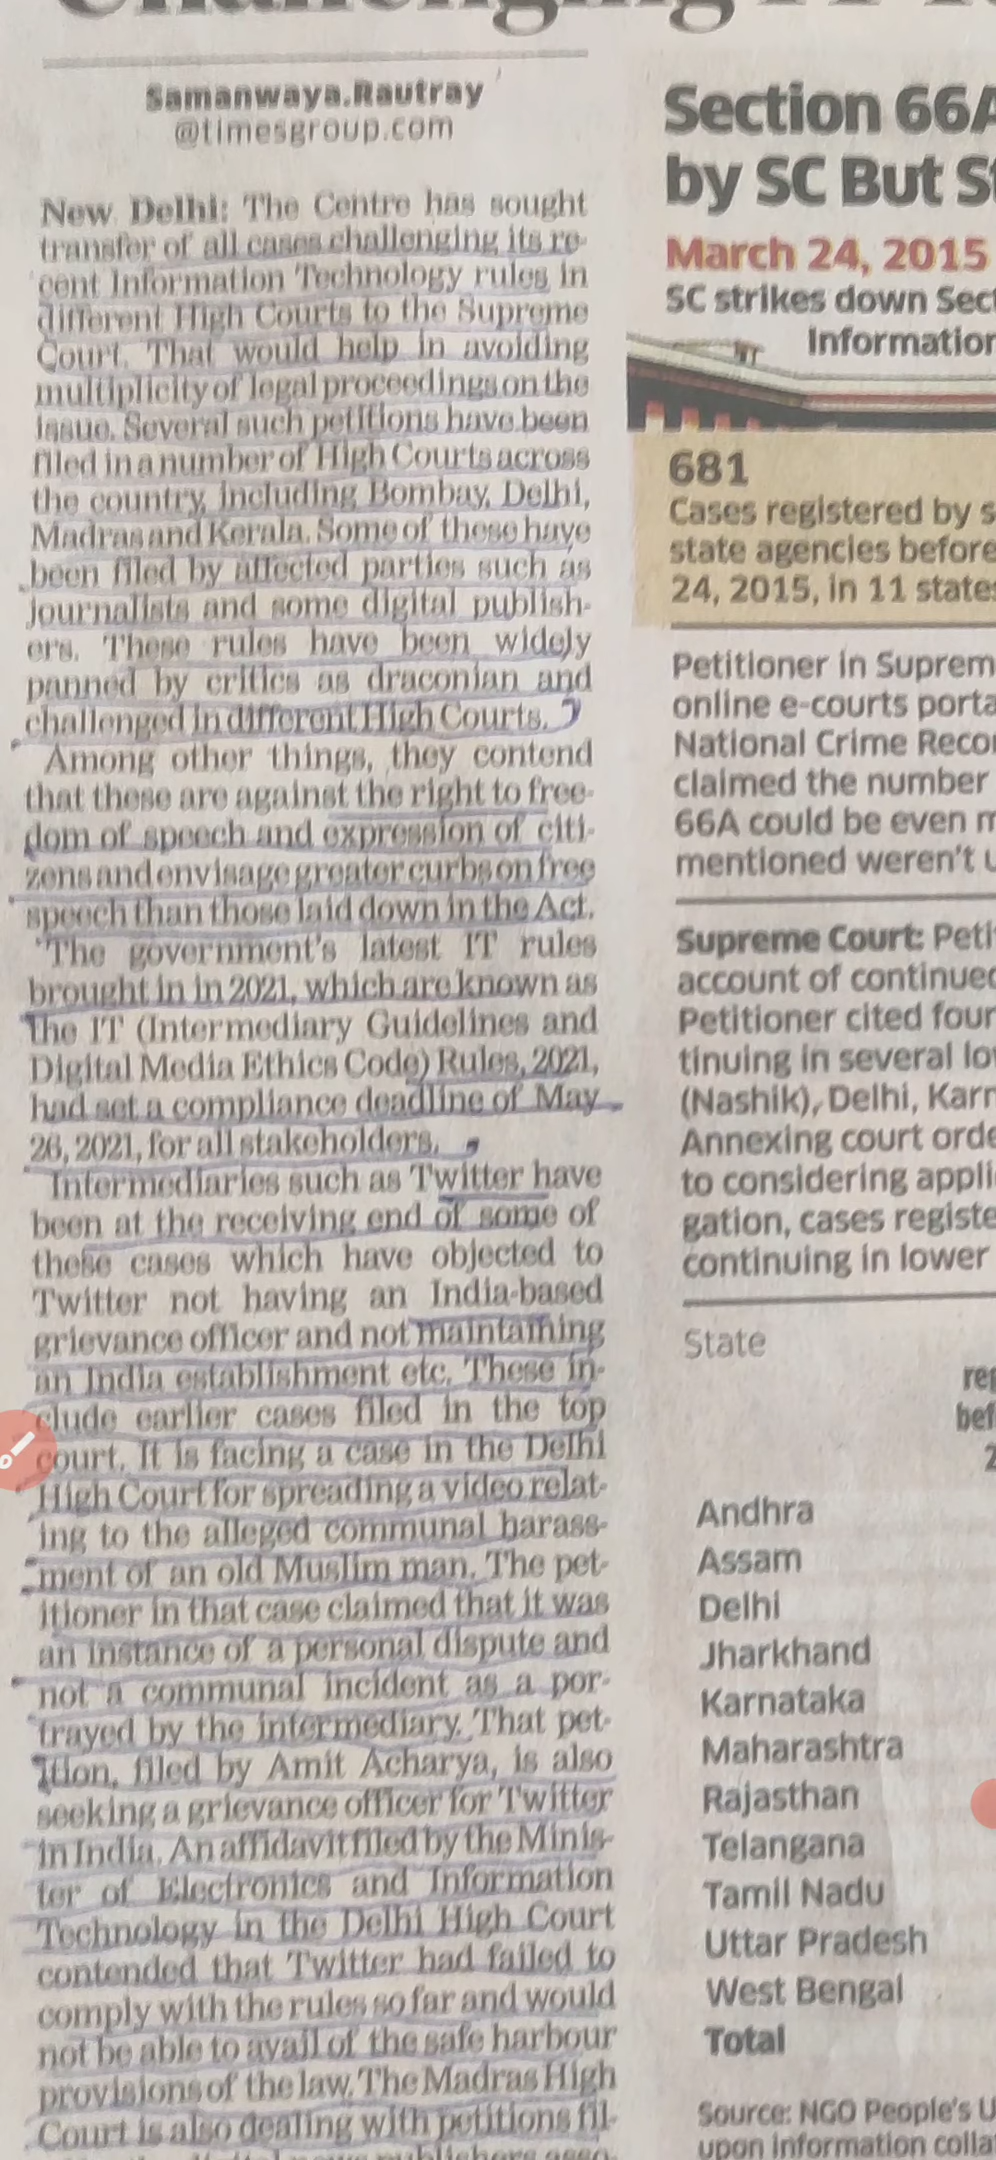 Samanwaya.Rautray
@timesgroup.com
New Delhi: The Centre has sought
transfer of all cases challenging its re-
cent Information Technology rules in
different High Courts to the Supreme
Court. That would help in avoiding
multiplicity of legal proceedings on the
issue. Several such petitions have been
filed in a number of High Courts across
the country, including Bombay, Delhi,
Madras and Kerala. Some of these have
been filed by affected parties such as
journalists and some digital publish-
ers. These rules have been widely
panned by critics as draconian and
challenged in different High Courts.
Among other things, they contend
that these are against the right to free-
dom of speech and expression of citi-
zens and envisage greater curbs on free
speech than those laid down in the Act.
The government's latest IT rules
brought in in 2021, which are known as
the IT (Intermediary Guidelines and
Digital Media Ethics Code) Rules, 2021,
had set a compliance deadline of May
26, 2021, for all stakeholders.
Intermediaries such as Twitter have
been at the receiving end of some of
these cases which have objected to
Twitter not having an India-based
grievance officer and not maintaining
an India establishment etc. These in-
clude earlier cases filed in the top
court. It is facing a case in the Delhi
High Court for spreading a video relat-
ing to the alleged communal harass-
ment of an old Muslim man. The pet-
itioner in that case claimed that it was
an instance of a personal dispute and
not a communal incident as a por-
trayed by the intermediary. That pet-
ition, filed by Amit Acharya, is also
seeking a grievance officer for Twitter
in India. An affidavit filed by the Minis-
ter of Electronics and Information
Technology in the Delhi High Court
contended that Twitter had failed to
comply with the rules so far and would
not be able to avail of the safe harbour
provisions of the law. The Madras High
Court is also dealing with petitions fil-
Section 66A
by SC But
March 24, 2015
SC strikes down
Information
681
Cases registered by
state agencies before
24, 2015, in 11 states
Petitioner in
online e-courts
National Crime
claimed the number
66A could be even
mentioned weren't
Supreme Court:
account of continued
Petitioner cited four
tinuing in several
(Nashik), Delhi,
Annexing court
to considering
gation, cases
continuing in lower
State
Andhra
Assam
Delhi
Jharkhand
Karnataka
Maharashtra
Rajasthan
Telangana
Tamil Nadu
Uttar Pradesh
West Bengal
Total
Source: NGO People's
upon information